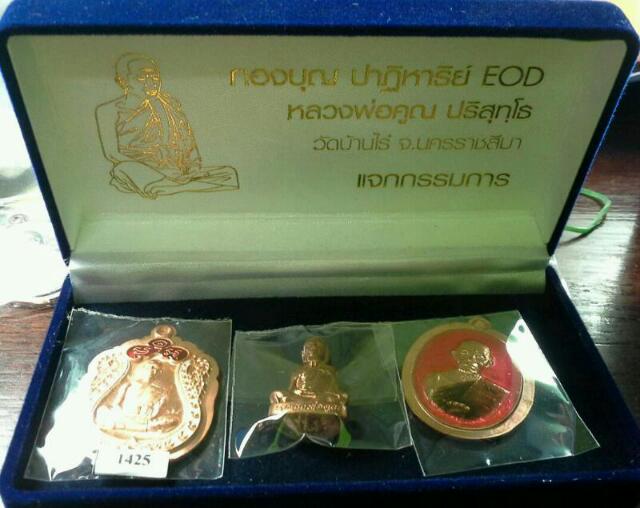 กองบุญ ปาฏิหาริย์ EOD
หลวงพ่อคูณ ปริสุทฺโธ
วัดบ้านไร่ จ.นครราชสีมา
แจกกรรมการ
1425